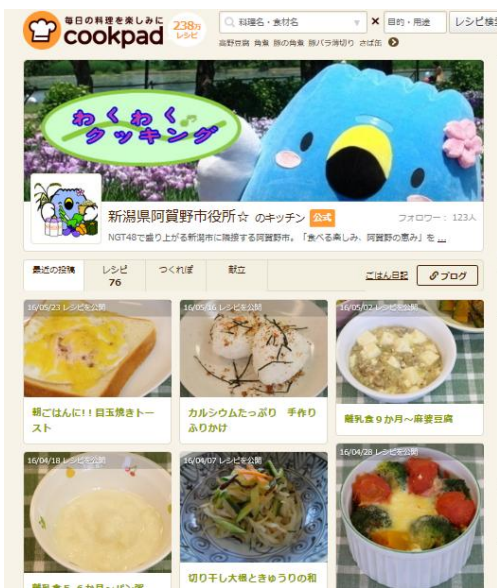 毎日の料理を楽しみに
cookpad
238万
レシピ
料理名・食材名
×
目的・用途
レシピ検
高野豆腐 角煮 豚の角煮 豚バラ薄切り さば缶
わくわく
クッキング
新潟県阿賀野市役所☆ のキッチン 公式
フォロワー： 123人
NGT48で盛り上がる新潟市に隣接する阿賀野市。「食べる楽しみ、阿賀野の恵み」を ...
最近の投稿
レシピ
76
つくれぽ
献立
ごはん日記
ブログ
16/05/23 レシピを公開
16/05/16 レシピを公開
16/05/02 レシピを公開
朝ごはんに!! 目玉焼きトー
スト
カルシウムたっぷり 手作り
ふりかけ
離乳食９か月～麻婆豆腐
16/04/18 レシピを公開
16/04/07 レシピを公開
16/04/28 レシピを公開
離乳食５、６か月～パン粥
切り干し大根ときゅうりの和